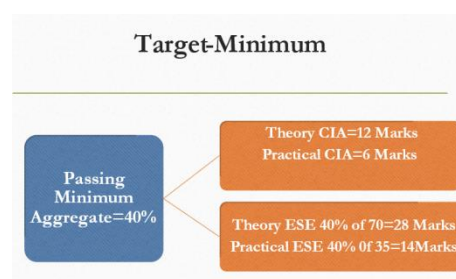 Target-Minimum
Passing
Minimum
Aggregate=40%
Theory CIA=12 Marks
Practical CIA=6 Marks
Theory ESE 40% of 70=28 Marks
Practical ESE 40% 0f 35=14Marks